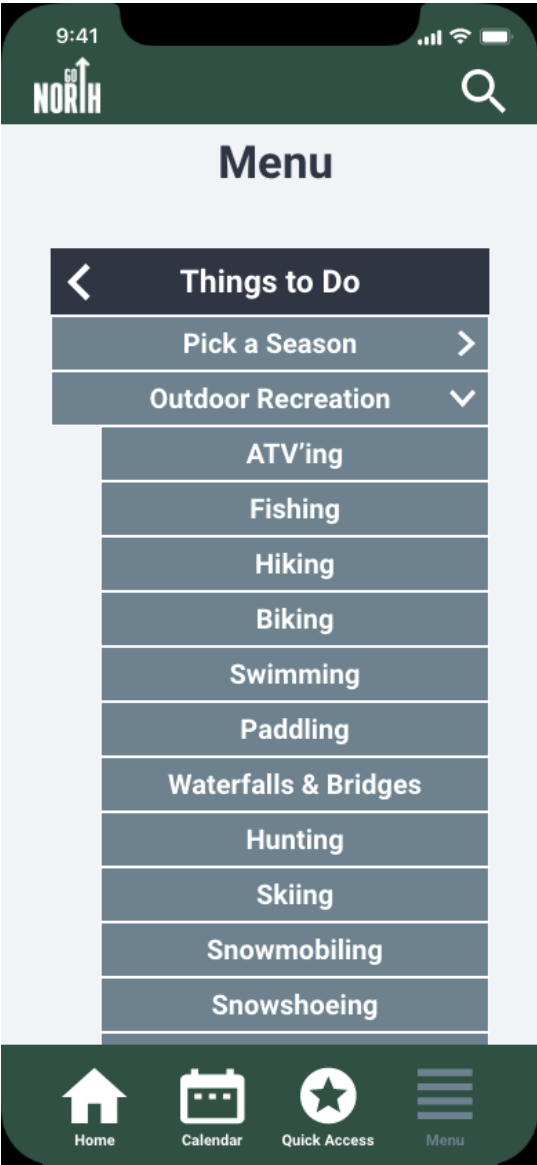 9:41
GO
NORTH
Menu
Things to Do
Pick a Season
Outdoor Recreation
ATV’ing
Fishing
Hiking
Biking
Swimming
Paddling
Waterfalls & Bridges
Hunting
Skiing
Snowmobiling
Snowshoeing
Home
Calendar
Quick Access
Menu